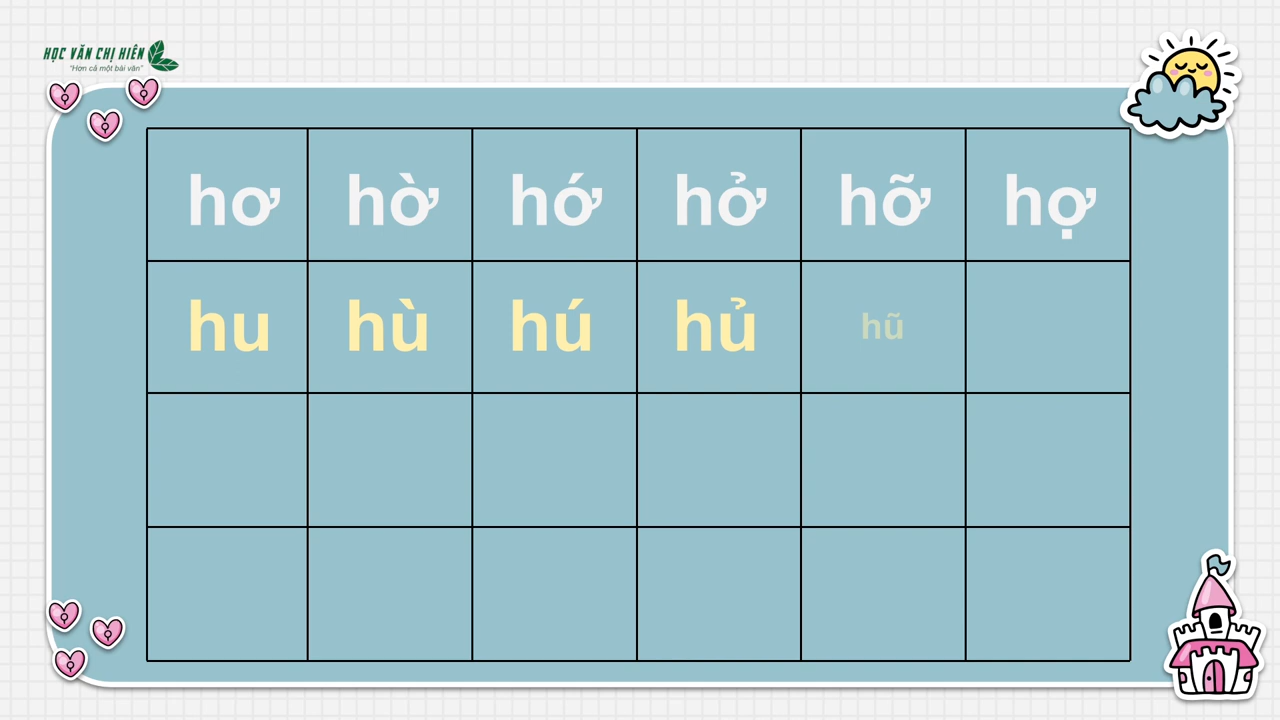 HỌC VĂN CHỊ HIÊN
"Hơn cả một bài văn"
hơ hờ hớ hở hỡ hợ
hu hù hú hủ hũ